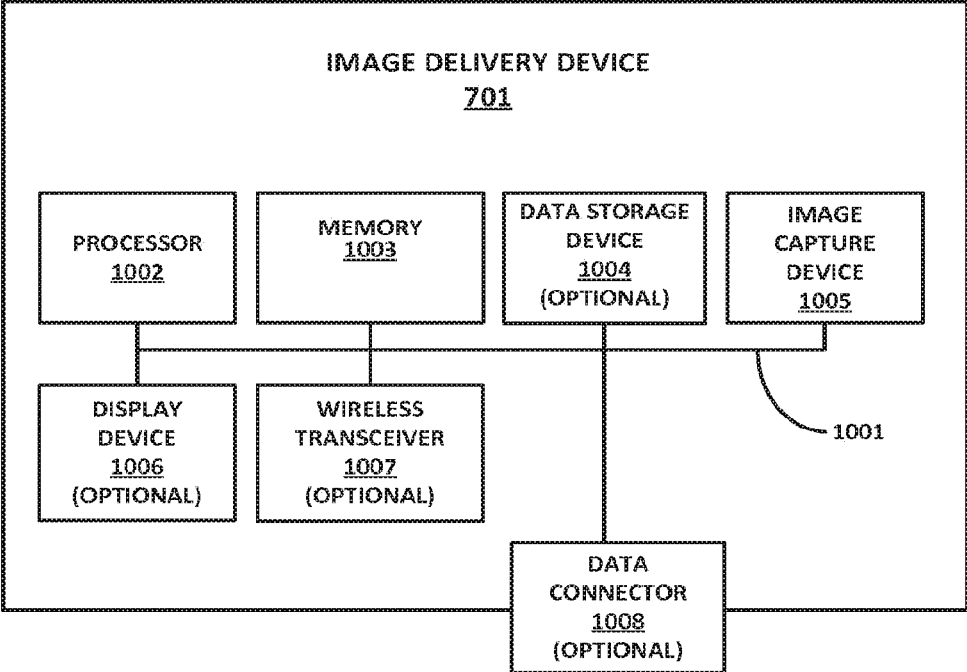 IMAGE DELIVERY DEVICE
701
PROCESSOR
1002
MEMORY
1003
DATA STORAGE
DEVICE
1004
(OPTIONAL)
IMAGE
CAPTURE
DEVICE
1005
DISPLAY
DEVICE
1006
(OPTIONAL)
WIRELESS
TRANSCEIVER
1007
(OPTIONAL)
1001
DATA
CONNECTOR
1008
(OPTIONAL)